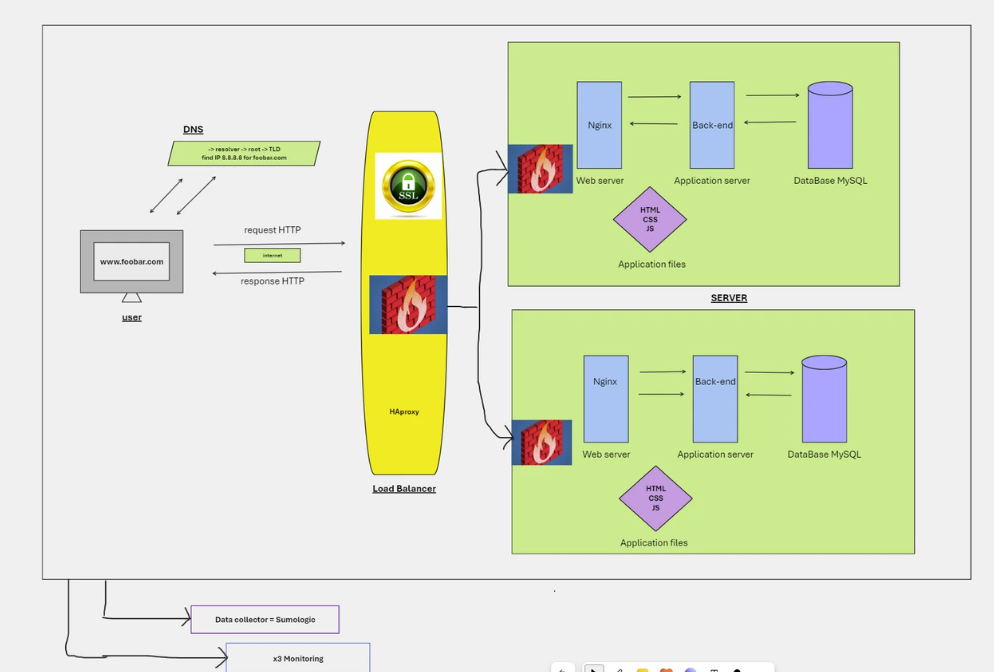 DNS
-> resolver -> root -> TLD
find IP 8.8.8.8 for foobar.com
www.foobar.com
user
request HTTP
internet
response HTTP
SSL
HAproxy
Load Balancer
Nginx
Back-end
Web server
Application server
DataBase MySQL
HTML
CSS
JS
Application files
SERVER
Nginx
Back-end
Web server
Application server
DataBase MySQL
HTML
CSS
JS
Application files
Data collector = Sumologic
x3 Monitoring